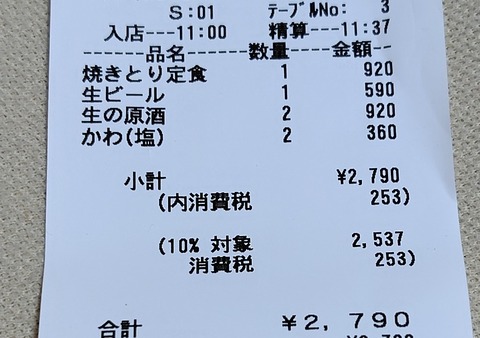 S:01 テーブルNo: 3
入店---11:00 精算---11:37
------品名------数量----金額--
焼きとり定食 1 920
生ビール 1 590
生の原酒 2 920
かわ(塩) 2 360
小計 ¥2,790
(内消費税 253)
(10% 対象 2,537
消費税 253)
合計 ¥2,790